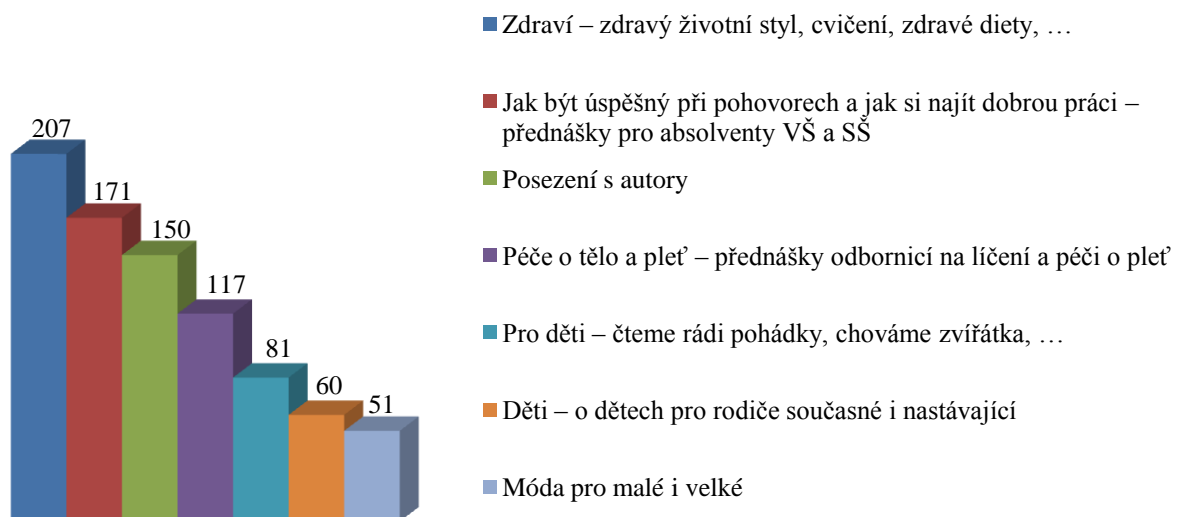 207
171
150
117
81
60
51
Zdraví – zdravý životní styl, cvičení, zdravé diety, …
Jak být úspěšný při pohovorech a jak si najít dobrou práci –
přednášky pro absolventy VŠ a SŠ
Posezení s autory
Péče o tělo a pleť – přednášky odbornicí na líčení a péči o pleť
Pro děti – čteme rádi pohádky, chováme zvířátka, …
Děti – o dětech pro rodiče současné i nastávající
Móda pro malé i velké